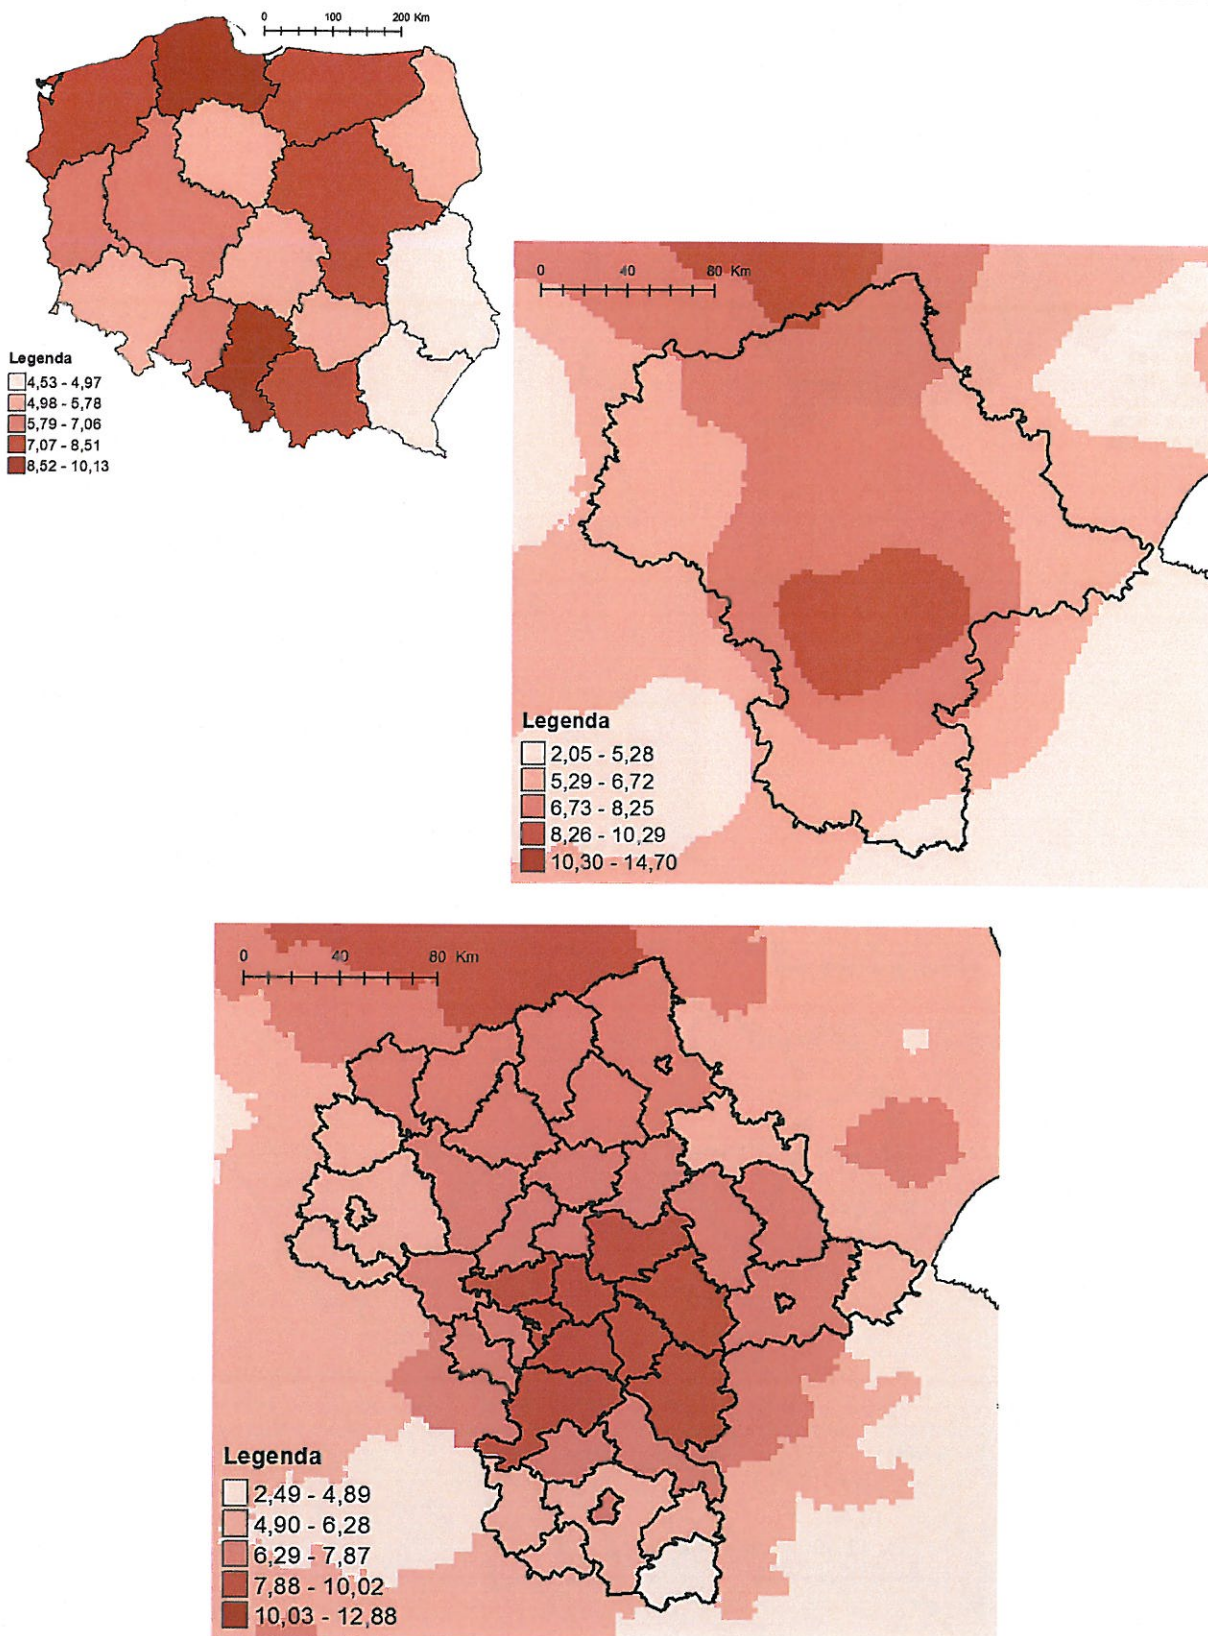 0 100 200 Km
Legenda
4,53 - 4,97
4,98 - 5,78
5,79 - 7,06
7,07 - 8,51
8,52 - 10,13
0 40 80 Km
Legenda
2,05 - 5,28
5,29 - 6,72
6,73 - 8,25
8,26 - 10,29
10,30 - 14,70
0 40 80 Km
Legenda
2,49 - 4,89
4,90 - 6,28
6,29 - 7,87
7,88 - 10,02
10,03 - 12,88